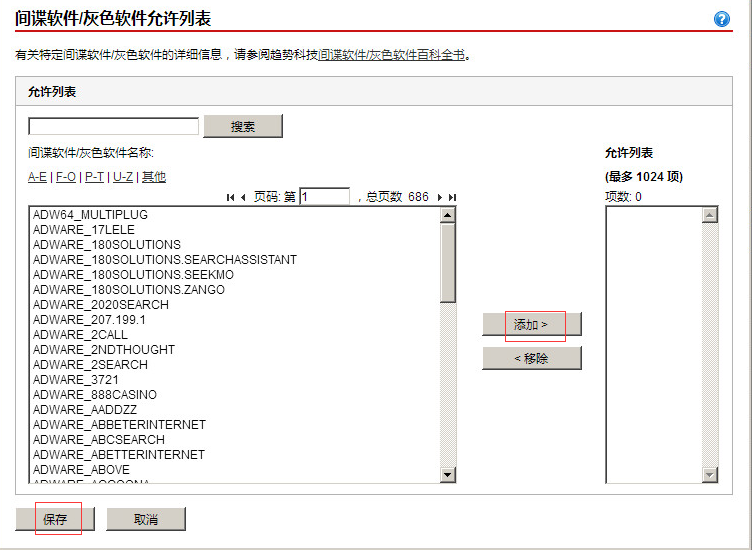 间谍软件/灰色软件允许列表
有关特定间谍软件/灰色软件的详细信息，请参阅趋势科技间谍软件/灰色软件百科全书。
允许列表
搜索
间谍软件/灰色软件名称:
A-E | F-O | P-T | U-Z | 其他
页码: 第 1 ，总页数 686
ADW64_MULTIPLUG
ADWARE_17LELE
ADWARE_180SOLUTIONS
ADWARE_180SOLUTIONS.SEARCHASSISTANT
ADWARE_180SOLUTIONS.SEEKMO
ADWARE_180SOLUTIONS.ZANGO
ADWARE_2020SEARCH
ADWARE_207.199.1
ADWARE_2CALL
ADWARE_2NDTHOUGHT
ADWARE_2SEARCH
ADWARE_3721
ADWARE_888CASINO
ADWARE_AADDZZ
ADWARE_ABBETERINTERNET
ADWARE_ABCSEARCH
ADWARE_ABETTERINTERNET
ADWARE_ABOVE
添加 >
< 移除
允许列表
(最多 1024 项)
项数: 0
保存
取消